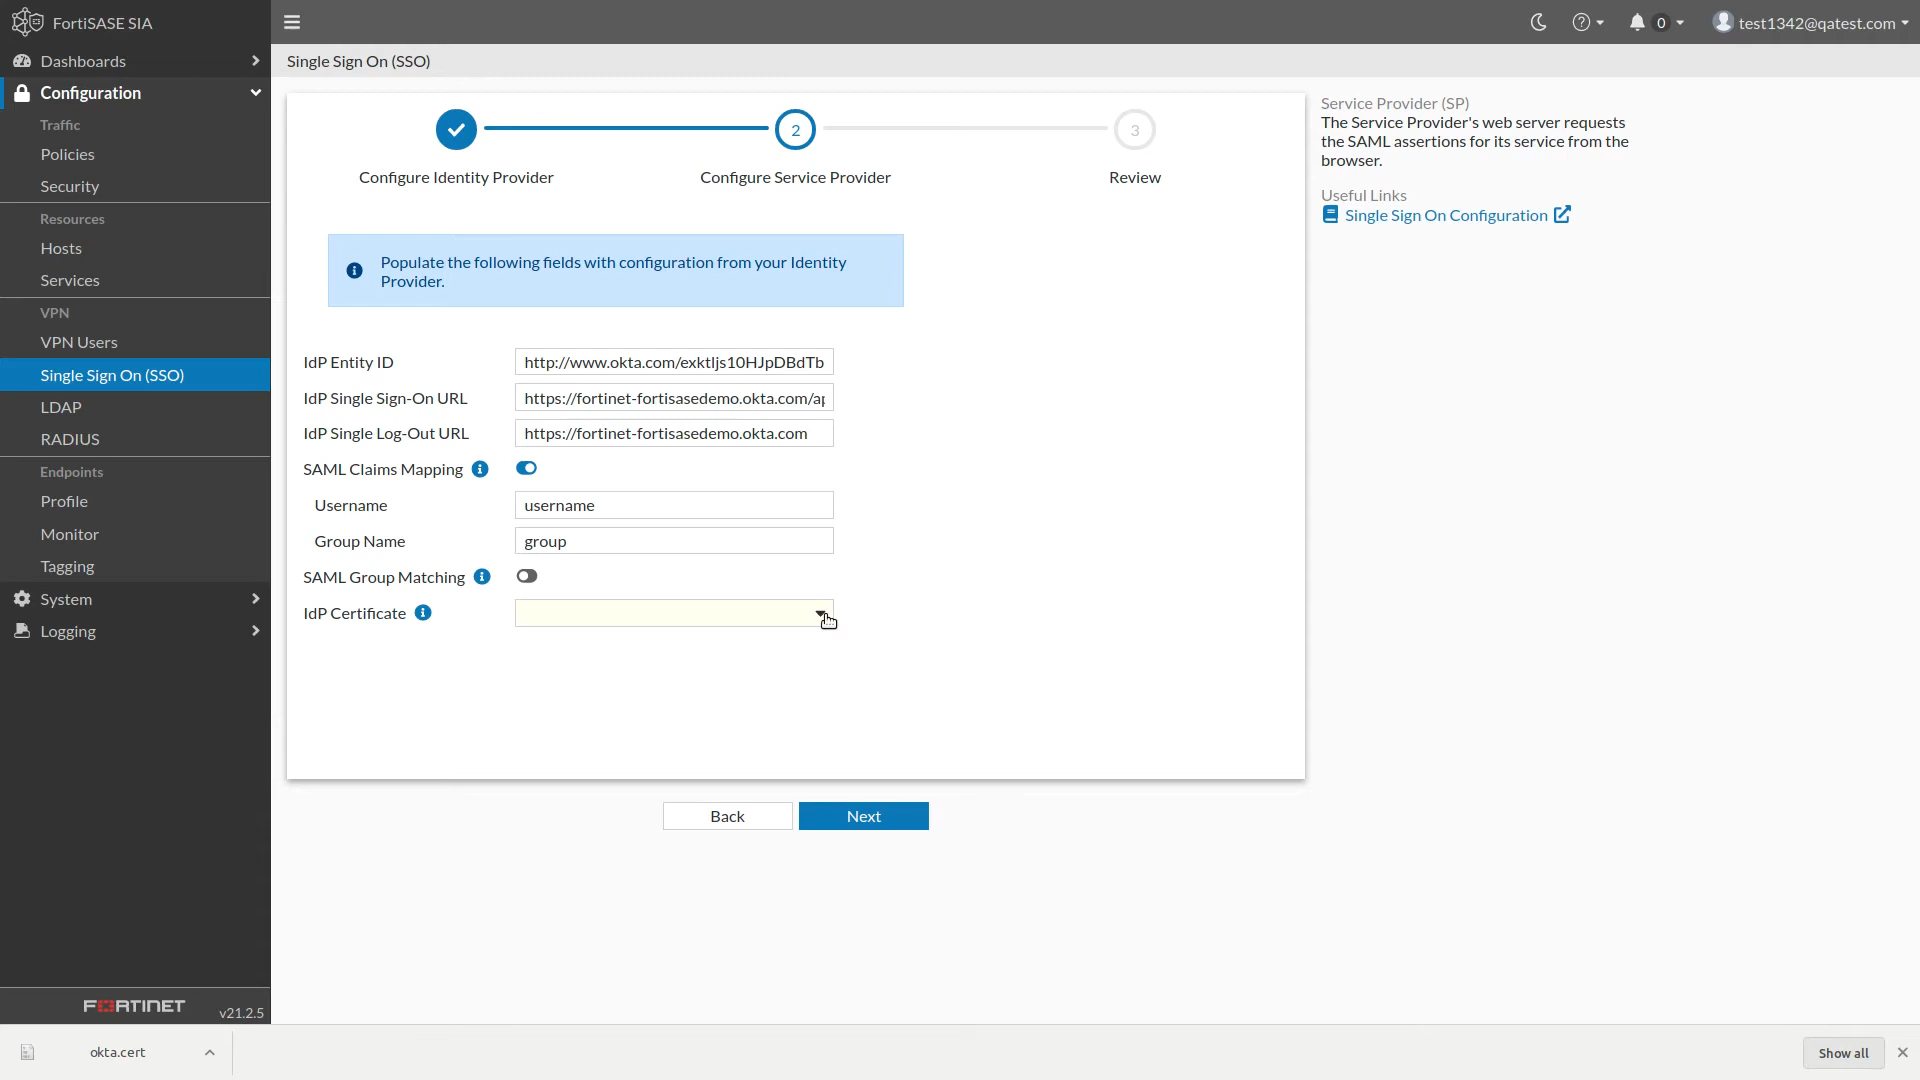 FortiSASE SIA
0
test1342@qatest.com
Dashboards
Configuration
Traffic
Policies
Security
Resources
Hosts
Services
VPN
VPN Users
Single Sign On (SSO)
LDAP
RADIUS
Endpoints
Profile
Monitor
Tagging
System
Logging
FORTINET
v21.2.5
Single Sign On (SSO)
2
3
Configure Identity Provider
Configure Service Provider
Review
Populate the following fields with configuration from your Identity
Provider.
IdP Entity ID
http://www.okta.com/exktljs10HJpDBdTb
IdP Single Sign-On URL
https://fortinet-fortisasedemo.okta.com/ap
IdP Single Log-Out URL
https://fortinet-fortisasedemo.okta.com
SAML Claims Mapping
Username
username
Group Name
group
SAML Group Matching
IdP Certificate
Back
Next
Service Provider (SP)
The Service Provider's web server requests
the SAML assertions for its service from the
browser.
Useful Links
Single Sign On Configuration
okta.cert
Show all